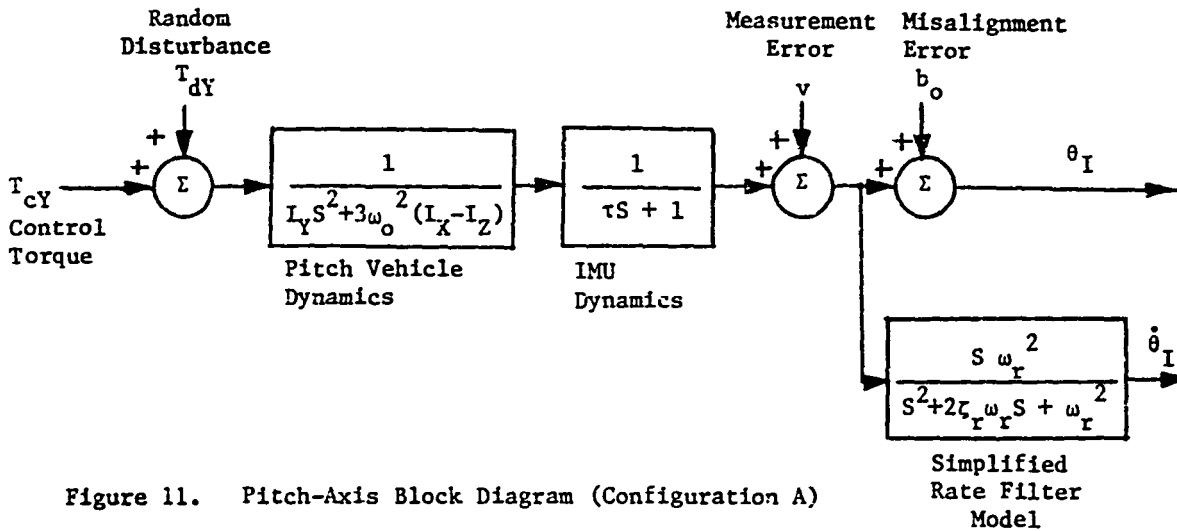 Random
Disturbance
T_dY
Measurement
Error
v
Misalignment
Error
b_o
+
+
Σ
T_cY
Control
Torque
1
I_Y S^2+3ω_o^2 (I_X-I_Z)
Pitch Vehicle
Dynamics
1
τS + 1
IMU
Dynamics
+
+
Σ
+
+
Σ
θ_I
S ω_r^2
S^2+2ζ_r ω_r S + ω_r^2
θ̇_I
Simplified
Rate Filter
Model
Figure 11. Pitch-Axis Block Diagram (Configuration A)